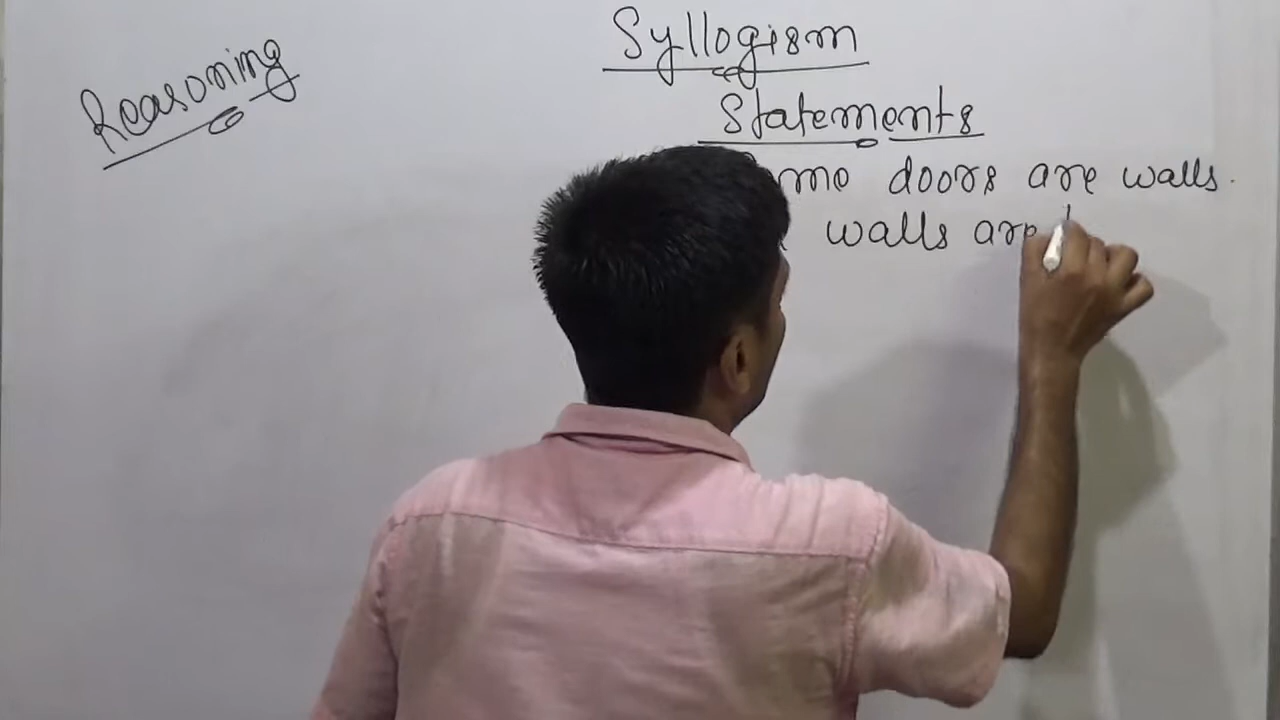 Reasoning
Syllogism
Statements
me doors are walls.
walls are